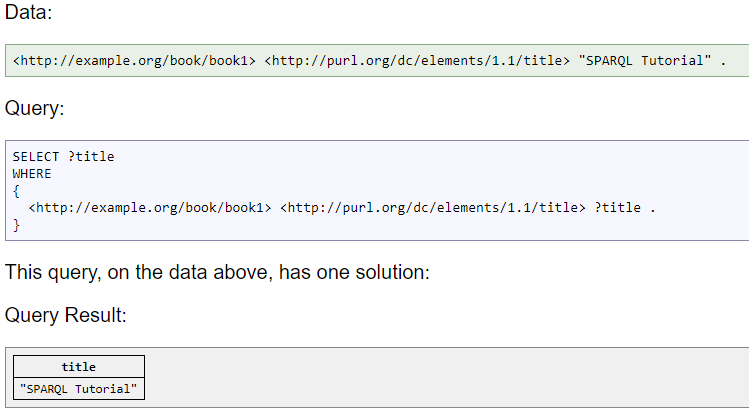 Data:
<http://example.org/book/book1> <http://purl.org/dc/elements/1.1/title> "SPARQL Tutorial" .
Query:
SELECT ?title
WHERE
{
  <http://example.org/book/book1> <http://purl.org/dc/elements/1.1/title> ?title .
}
This query, on the data above, has one solution:
Query Result:
title
"SPARQL Tutorial"